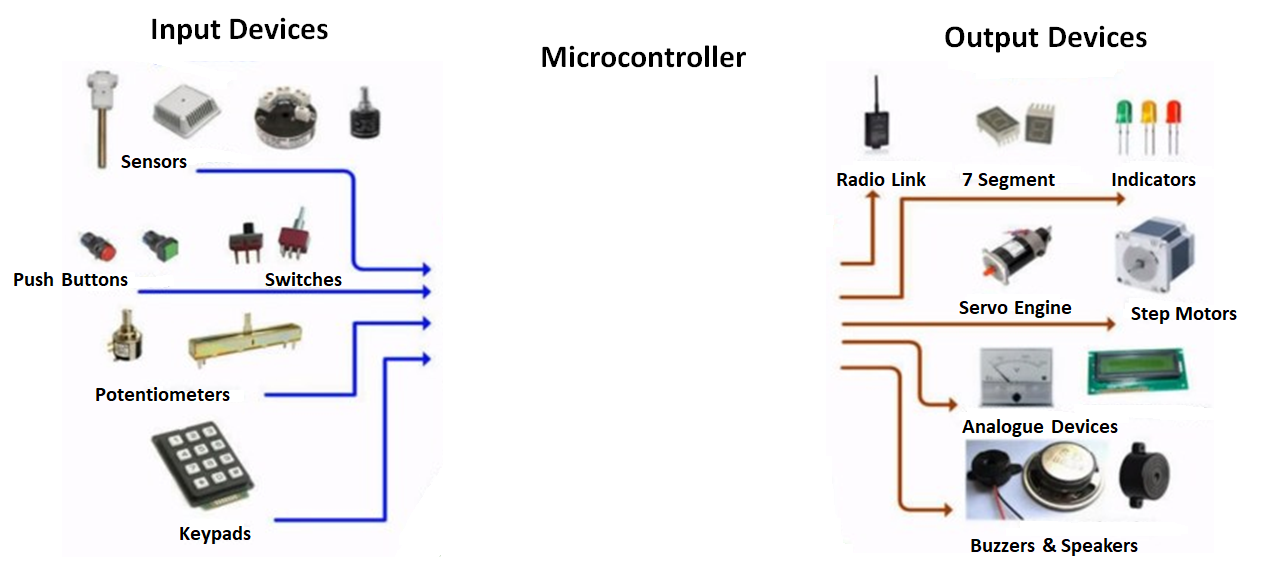 Input Devices
Microcontroller
Output Devices
Sensors
Push Buttons
Switches
Potentiometers
Keypads
Radio Link
7 Segment
Indicators
Servo Engine
Step Motors
Analogue Devices
Buzzers & Speakers